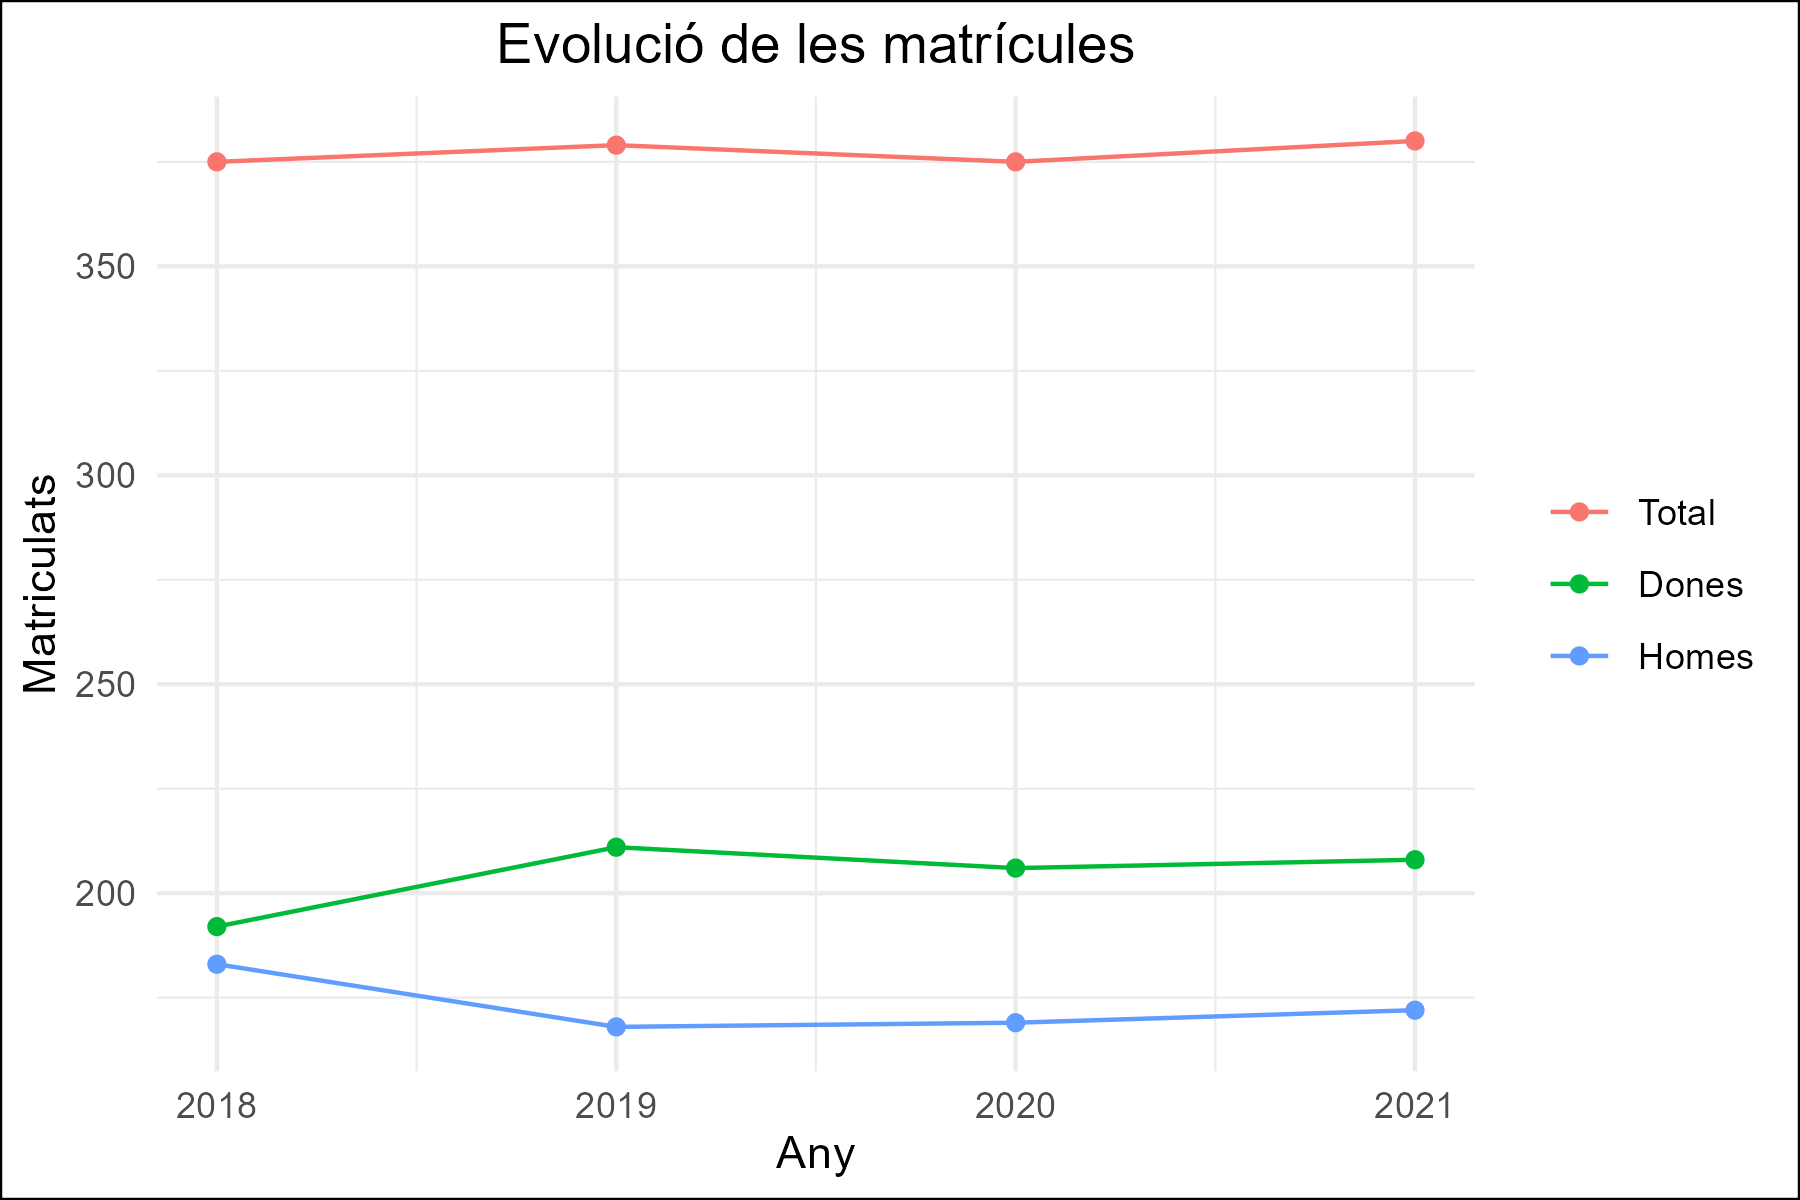 Evolució de les matrícules
Matriculats
350
300
250
200
2018 2019 2020 2021
Any
Total
Dones
Homes